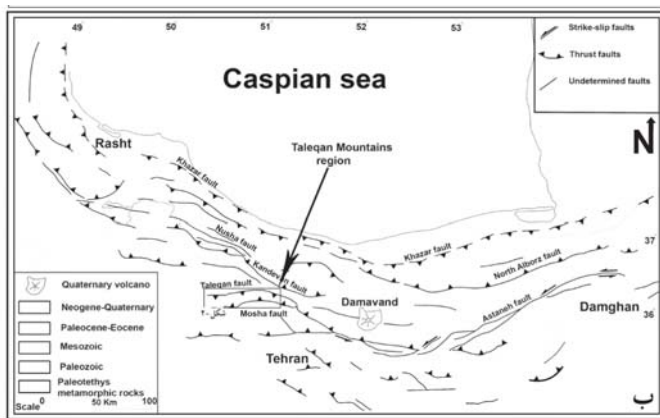 49 50 51 52 53
Strike-slip faults
Thrust faults
Undetermined faults
N
Caspian sea
Taleqan Mountains
region
Rasht
Khazar fault
Nusha fault
Kandevan fault
Khazar fault
37
North Alborz fault
Taleqan fault
Mosha fault
شکل-۲
Damavand
Astaneh fault
Damghan
36
Tehran
Quaternary volcano
Neogene-Quaternary
Paleocene-Eocene
Mesozoic
Paleozoic
Paleotethys
metamorphic rocks
Scale 0 50 Km 100
ب